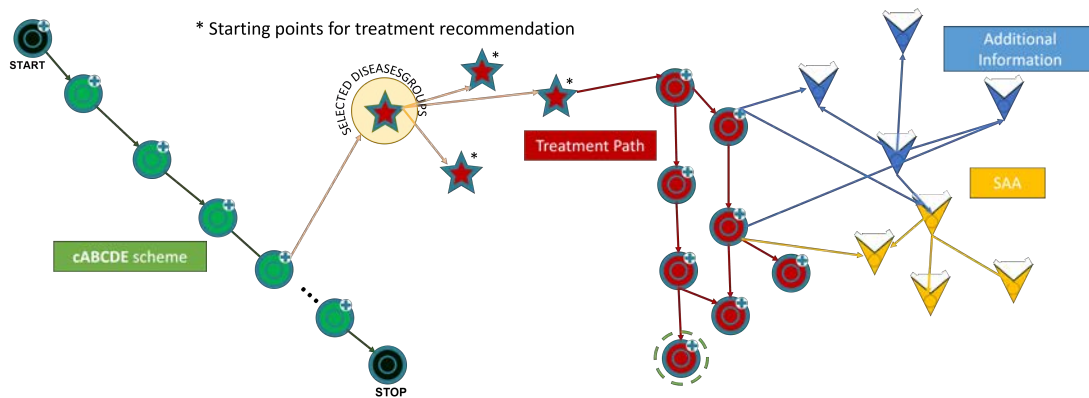 * Starting points for treatment recommendation
START
SELECTED DISEASESGROUPS
*
*
*
Additional
Information
Treatment Path
SAA
cABCDE scheme
STOP